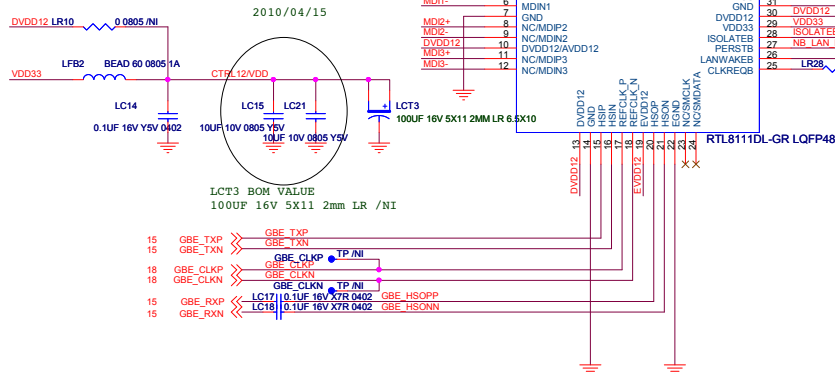 2010/04/15
DVDD12 LR10 0 0805 /NI
LFB2 BEAD 60 0805 1A
VDD33
CTRL12/VDD
LC14
0.1UF 16V Y5V 0402
LC15
10UF 10V 0805 Y5V
LC21
10UF 10V 0805 Y5V
LCT3
100UF 16V 5X11 2MM LR 6.5X10
LCT3 BOM VALUE
100UF 16V 5X11 2mm LR /NI
MDI1- 6 MDIN1
7 GND
MDI2+ 8 NC/MDIP2
MDI2- 9 NC/MDIN2
DVDD12 10 DVDD12/AVDD12
MDI3+ 11 NC/MDIP3
MDI3- 12 NC/MDIN3
GND 31
DVDD12 30 DVDD12
VDD33 29 VDD33
ISOLATEB 28 ISOLATEB
PERSTB 27 NB_LAN
LANWAKEB 26
CLKREQB 25 LR28
DVDD12 13 DVDD12
GND 14
HSIP 15
HSIN 16
REFCLK_P 17
REFCLK_N 18
EVDD12 19 EVDD12
HSOP 20
HSON 21
EGND 22
NC/SMCLK 23
NC/SMDATA 24
RTL8111DL-GR LQFP48
15 GBE_TXP GBE_TXP
15 GBE_TXN GBE_TXN
GBE_CLKP TP /NI
18 GBE_CLKP GBE_CLKP
18 GBE_CLKN GBE_CLKN
GBE_CLKN TP /NI
15 GBE_RXP LC17 0.1UF 16V X7R 0402 GBE_HSOPP
15 GBE_RXN LC18 0.1UF 16V X7R 0402 GBE_HSONN